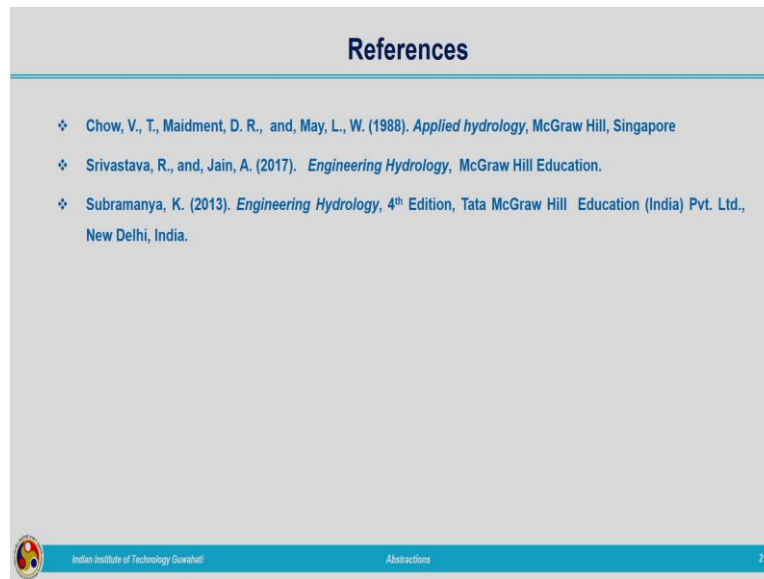 References
❖ Chow, V., T., Maidment, D. R., and, May, L., W. (1988). Applied hydrology, McGraw Hill, Singapore
❖ Srivastava, R., and, Jain, A. (2017). Engineering Hydrology, McGraw Hill Education.
❖ Subramanya, K. (2013). Engineering Hydrology, 4th Edition, Tata McGraw Hill Education (India) Pvt. Ltd.,
New Delhi, India.
Indian Institute of Technology Guwahati Abstractions